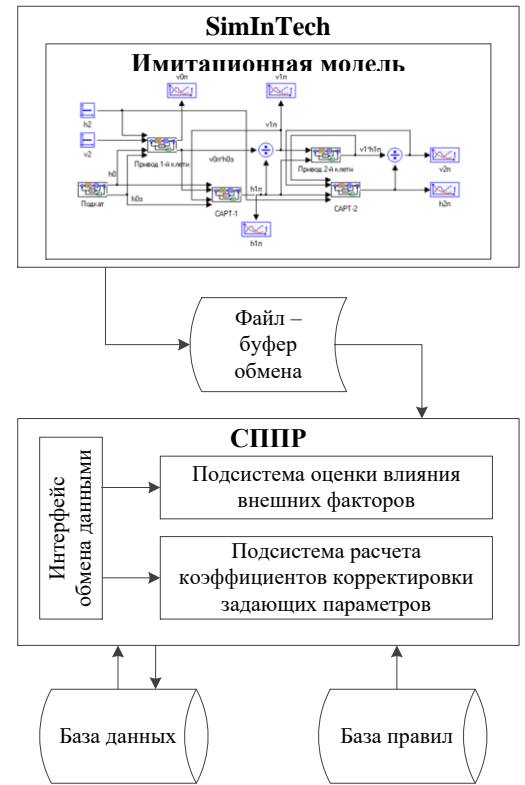 SimInTech
Имитационная модель
v0n
v1n
h2
v1n
v2
Привод 1-й клети
v0n*h0s
Привод 2-й клети
v1*h1n
v2n
h0
h1n
Подкат
h0s
САРТ-1
САРТ-2
h2n
h1n
Файл –
буфер
обмена
СППР
Интерфейс
обмена данными
Подсистема оценки влияния
внешних факторов
Подсистема расчета
коэффициентов корректировки
задающих параметров
База данных
База правил